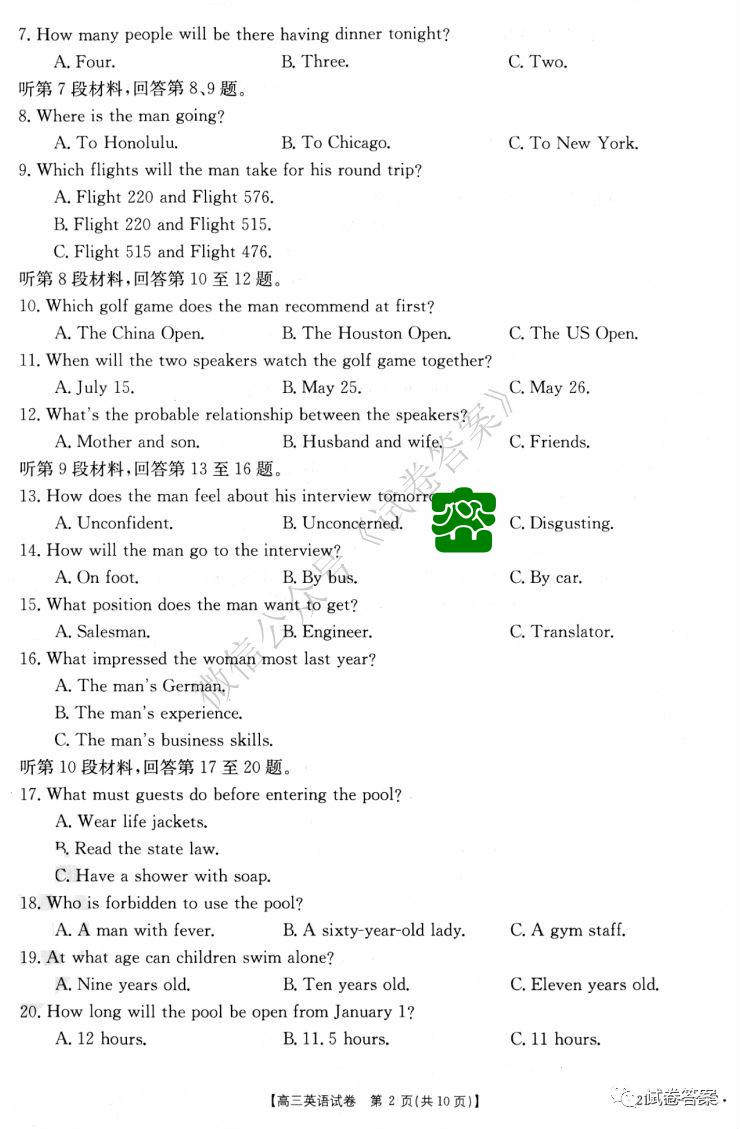 7. How many people will be there having dinner tonight?
A. Four. B. Three. C. Two.
听第 7 段材料,回答第 8、9 题。
8. Where is the man going?
A. To Honolulu. B. To Chicago. C. To New York.
9. Which flights will the man take for his round trip?
A. Flight 220 and Flight 576.
B. Flight 220 and Flight 515.
C. Flight 515 and Flight 476.
听第 8 段材料,回答第 10 至 12 题。
10. Which golf game does the man recommend at first?
A. The China Open. B. The Houston Open. C. The US Open.
11. When will the two speakers watch the golf game together?
A. July 15. B. May 25. C. May 26.
12. What's the probable relationship between the speakers?
A. Mother and son. B. Husband and wife. C. Friends.
听第 9 段材料,回答第 13 至 16 题。
13. How does the man feel about his interview
A. Unconfident. B. Unconcerned. C. Disgusting.
14. How will the man go to the interview?
A. On foot. B. By bus. C. By car.
15. What position does the man want to get?
A. Salesman. B. Engineer. C. Translator.
16. What impressed the woman most last year?
A. The man's German.
B. The man's experience.
C. The man's business skills.
听第 10 段材料,回答第 17 至 20 题。
17. What must guests do before entering the pool?
A. Wear life jackets.
B. Read the state law.
C. Have a shower with soap.
18. Who is forbidden to use the pool?
A. A man with fever. B. A sixty-year-old lady. C. A gym staff.
19. At what age can children swim alone?
A. Nine years old. B. Ten years old. C. Eleven years old.
20. How long will the pool be open from January 1?
A. 12 hours. B. 11.5 hours. C. 11 hours.
【高三英语试卷 第 2 页(共 10 页)】
试卷答案
微信公众号《试卷答案》